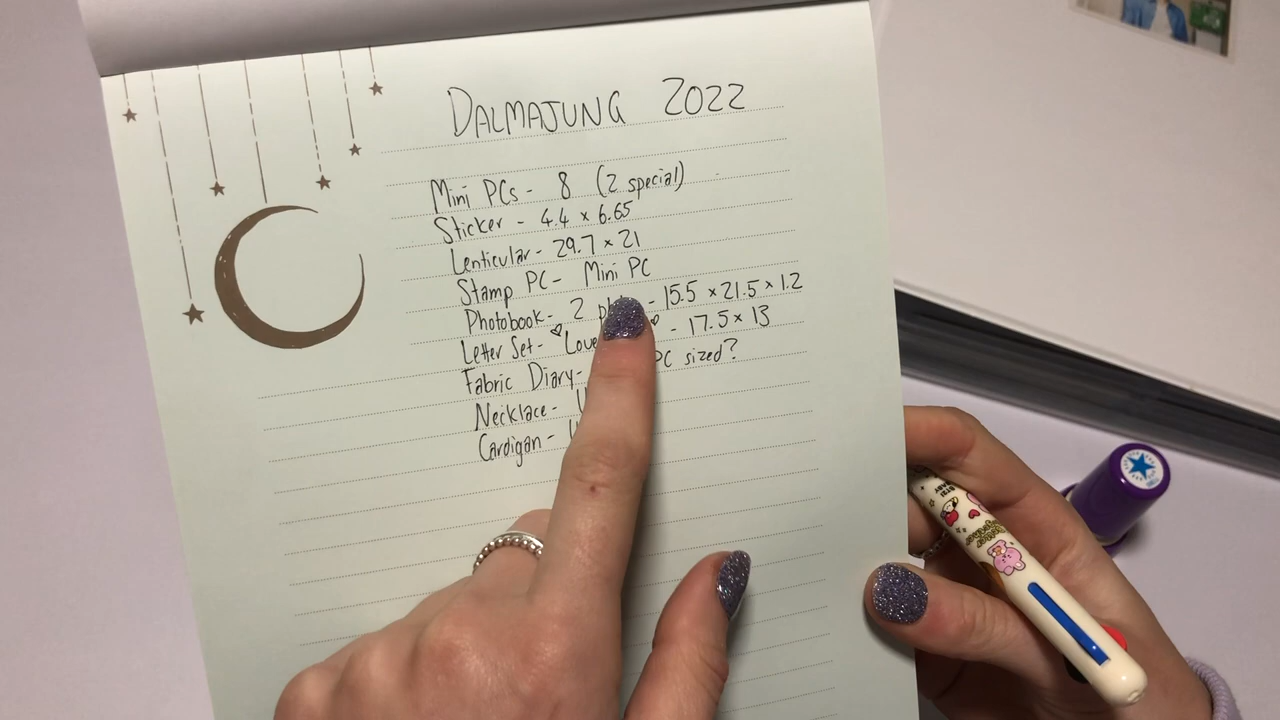 DALMAJUNG 2022
Mini PCs - 8 (2 special)
Sticker - 4.4 x 6.65
Lenticular - 29.7 x 21
Stamp PC - Mini PC
Photobook - 2 - 15.5 x 21.5 x 1.2
Letter Set - ♡Love ♡ - 17.5 x 13
Fabric Diary - PC sized?
Necklace -
Cardigan -